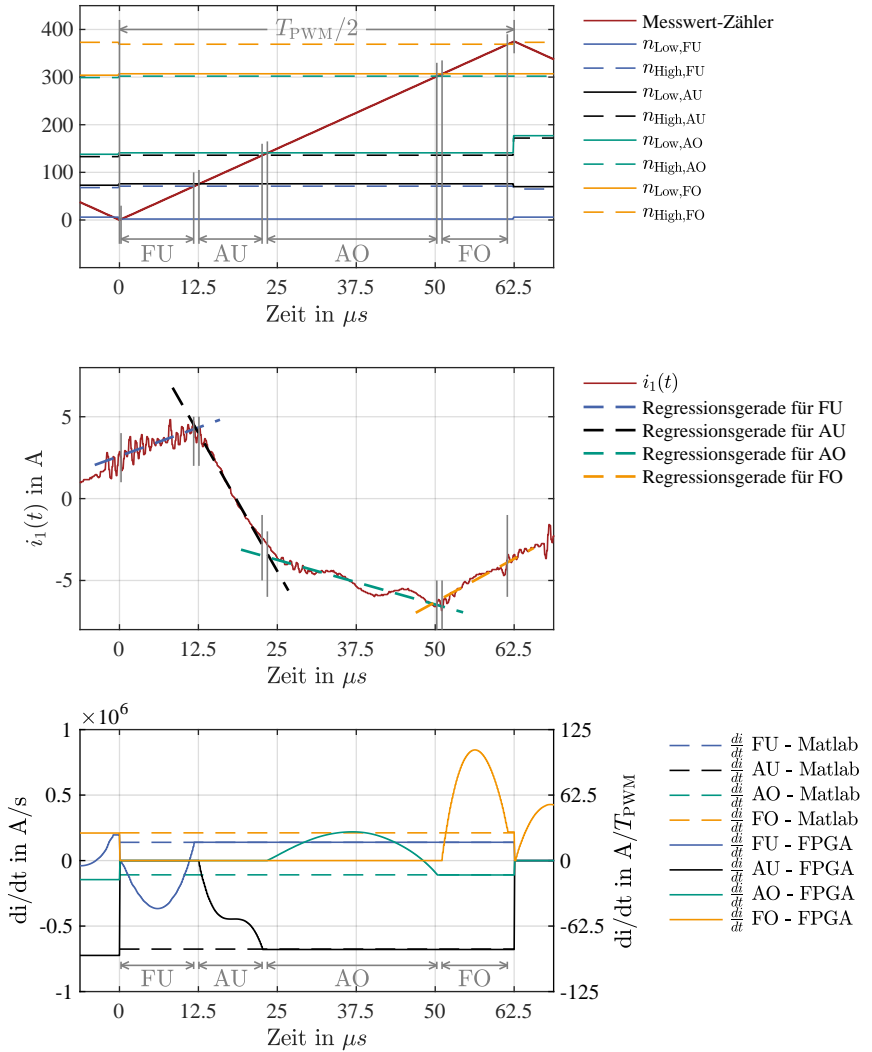 T_PWM/2
400
300
200
100
0
FU
AU
AO
FO
0
12.5
25
37.5
50
62.5
Zeit in μs
Messwert-Zähler
n_Low,FU
n_High,FU
n_Low,AU
n_High,AU
n_Low,AO
n_High,AO
n_Low,FO
n_High,FO
i_1(t) in A
5
0
-5
0
12.5
25
37.5
50
62.5
Zeit in μs
i_1(t)
Regressionsgerade für FU
Regressionsgerade für AU
Regressionsgerade für AO
Regressionsgerade für FO
×10^6
di/dt in A/s
1
0.5
0
-0.5
-1
FU
AU
AO
FO
0
12.5
25
37.5
50
62.5
Zeit in μs
125
62.5
0
-62.5
-125
di/dt in A/T_PWM
di/dt FU - Matlab
di/dt AU - Matlab
di/dt AO - Matlab
di/dt FO - Matlab
di/dt FU - FPGA
di/dt AU - FPGA
di/dt AO - FPGA
di/dt FO - FPGA